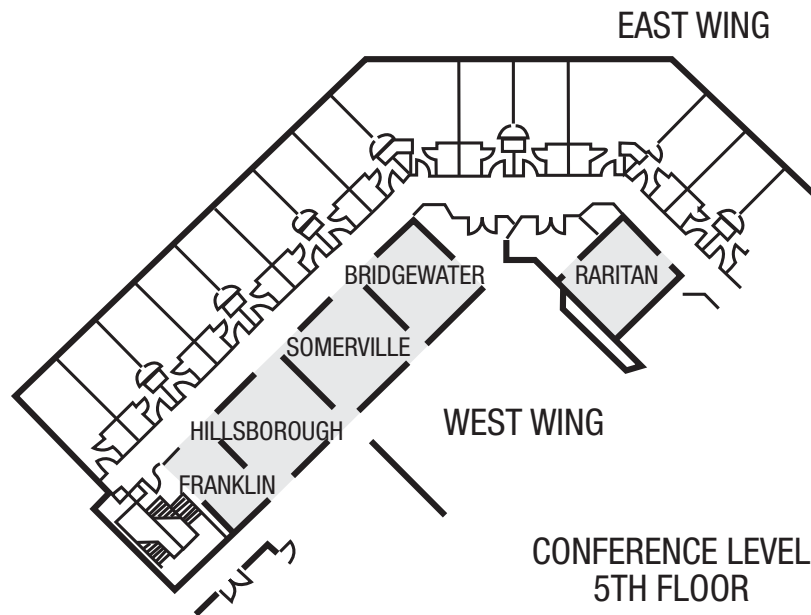 EAST WING
BRIDGEWATER
RARITAN
SOMERVILLE
WEST WING
HILLSBOROUGH
FRANKLIN
CONFERENCE LEVEL
5TH FLOOR